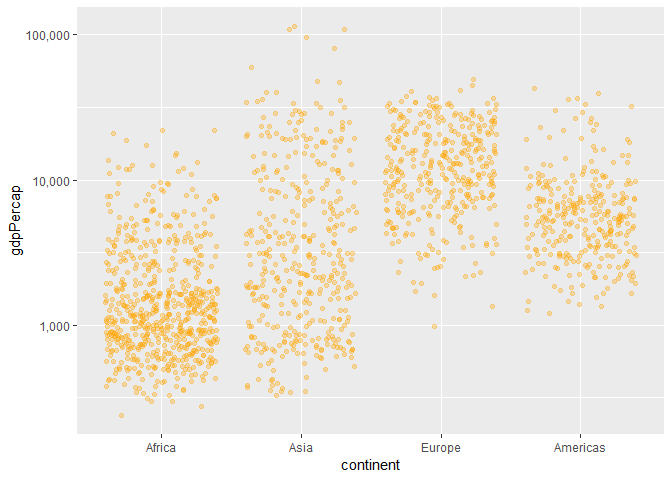 100,000
10,000
1,000
gdpPercap
Africa Asia Europe Americas
continent